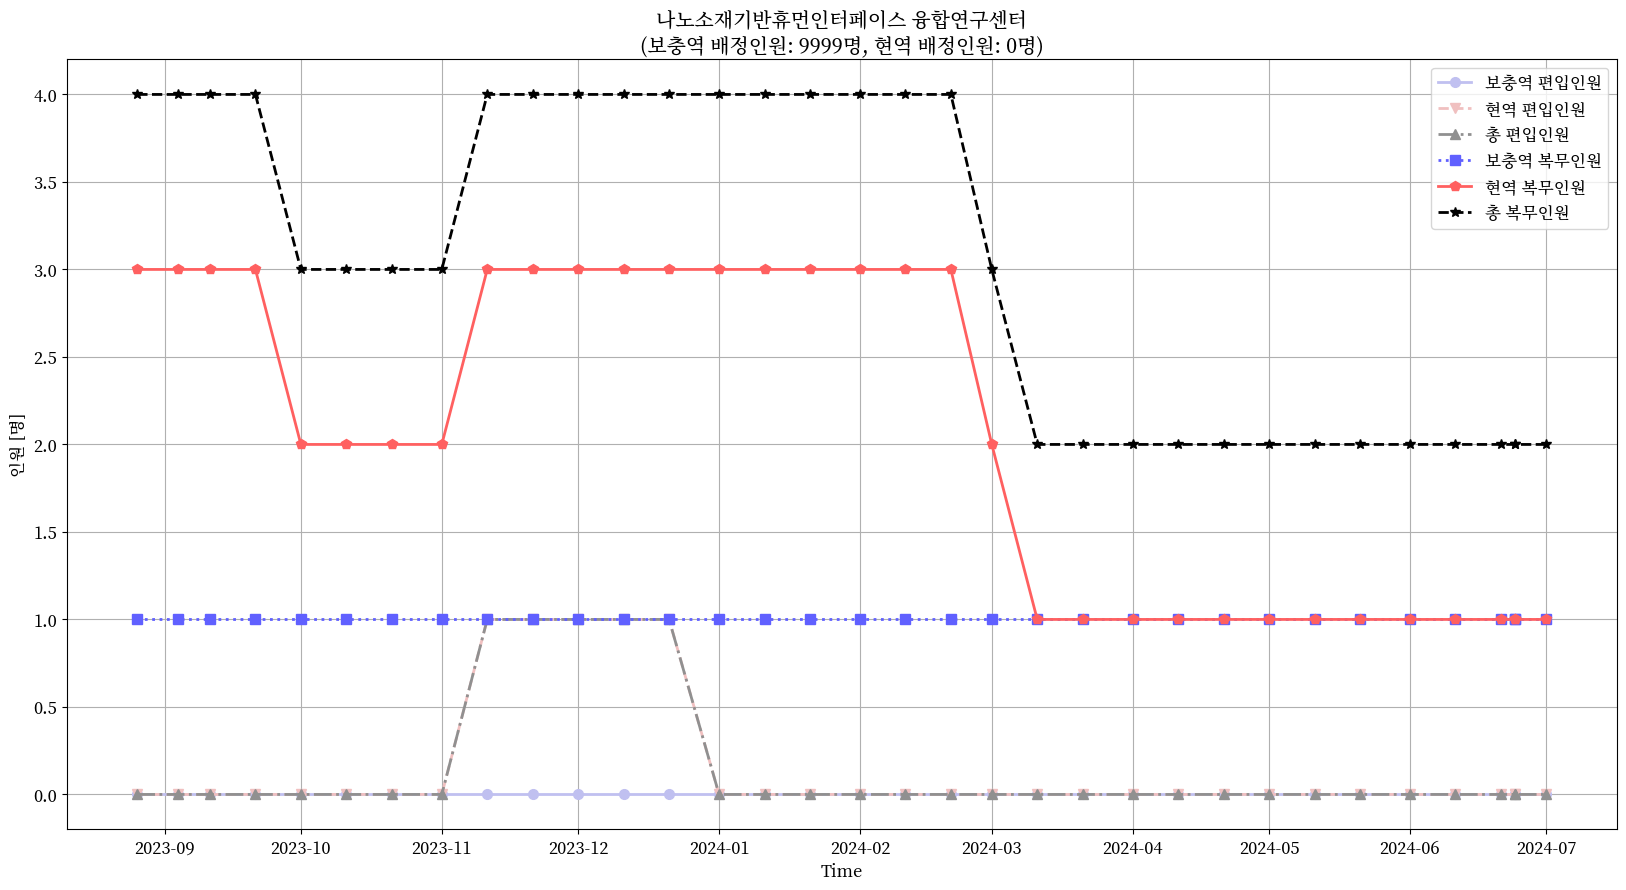 나노소재기반휴먼인터페이스 융합연구센터
(보충역 배정인원: 9999명, 현역 배정인원: 0명)
보충역 편입인원
현역 편입인원
총 편입인원
보충역 복무인원
현역 복무인원
총 복무인원
4.0
3.5
3.0
2.5
2.0
1.5
1.0
0.5
0.0
인원 [명]
2023-09 2023-10 2023-11 2023-12 2024-01 2024-02 2024-03 2024-04 2024-05 2024-06 2024-07
Time